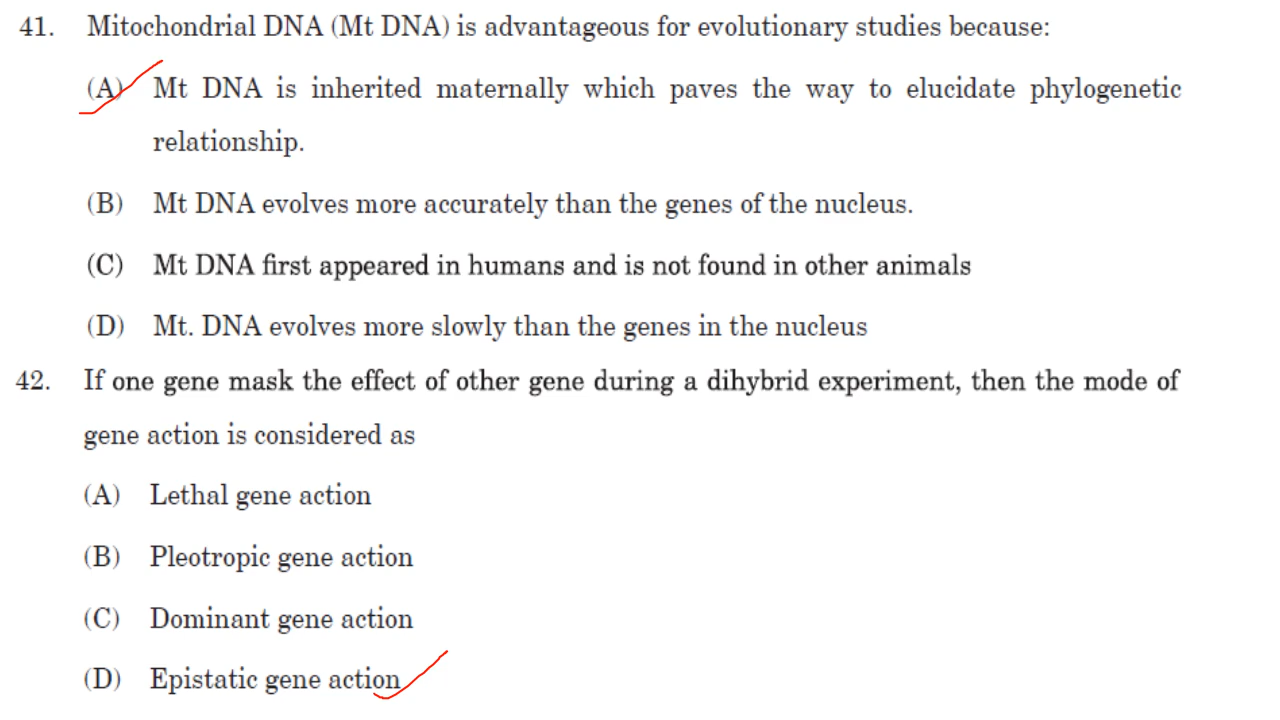 41. Mitochondrial DNA (Mt DNA) is advantageous for evolutionary studies because:
(A) Mt DNA is inherited maternally which paves the way to elucidate phylogenetic
relationship.
(B) Mt DNA evolves more accurately than the genes of the nucleus.
(C) Mt DNA first appeared in humans and is not found in other animals
(D) Mt. DNA evolves more slowly than the genes in the nucleus
42. If one gene mask the effect of other gene during a dihybrid experiment, then the mode of
gene action is considered as
(A) Lethal gene action
(B) Pleotropic gene action
(C) Dominant gene action
(D) Epistatic gene action